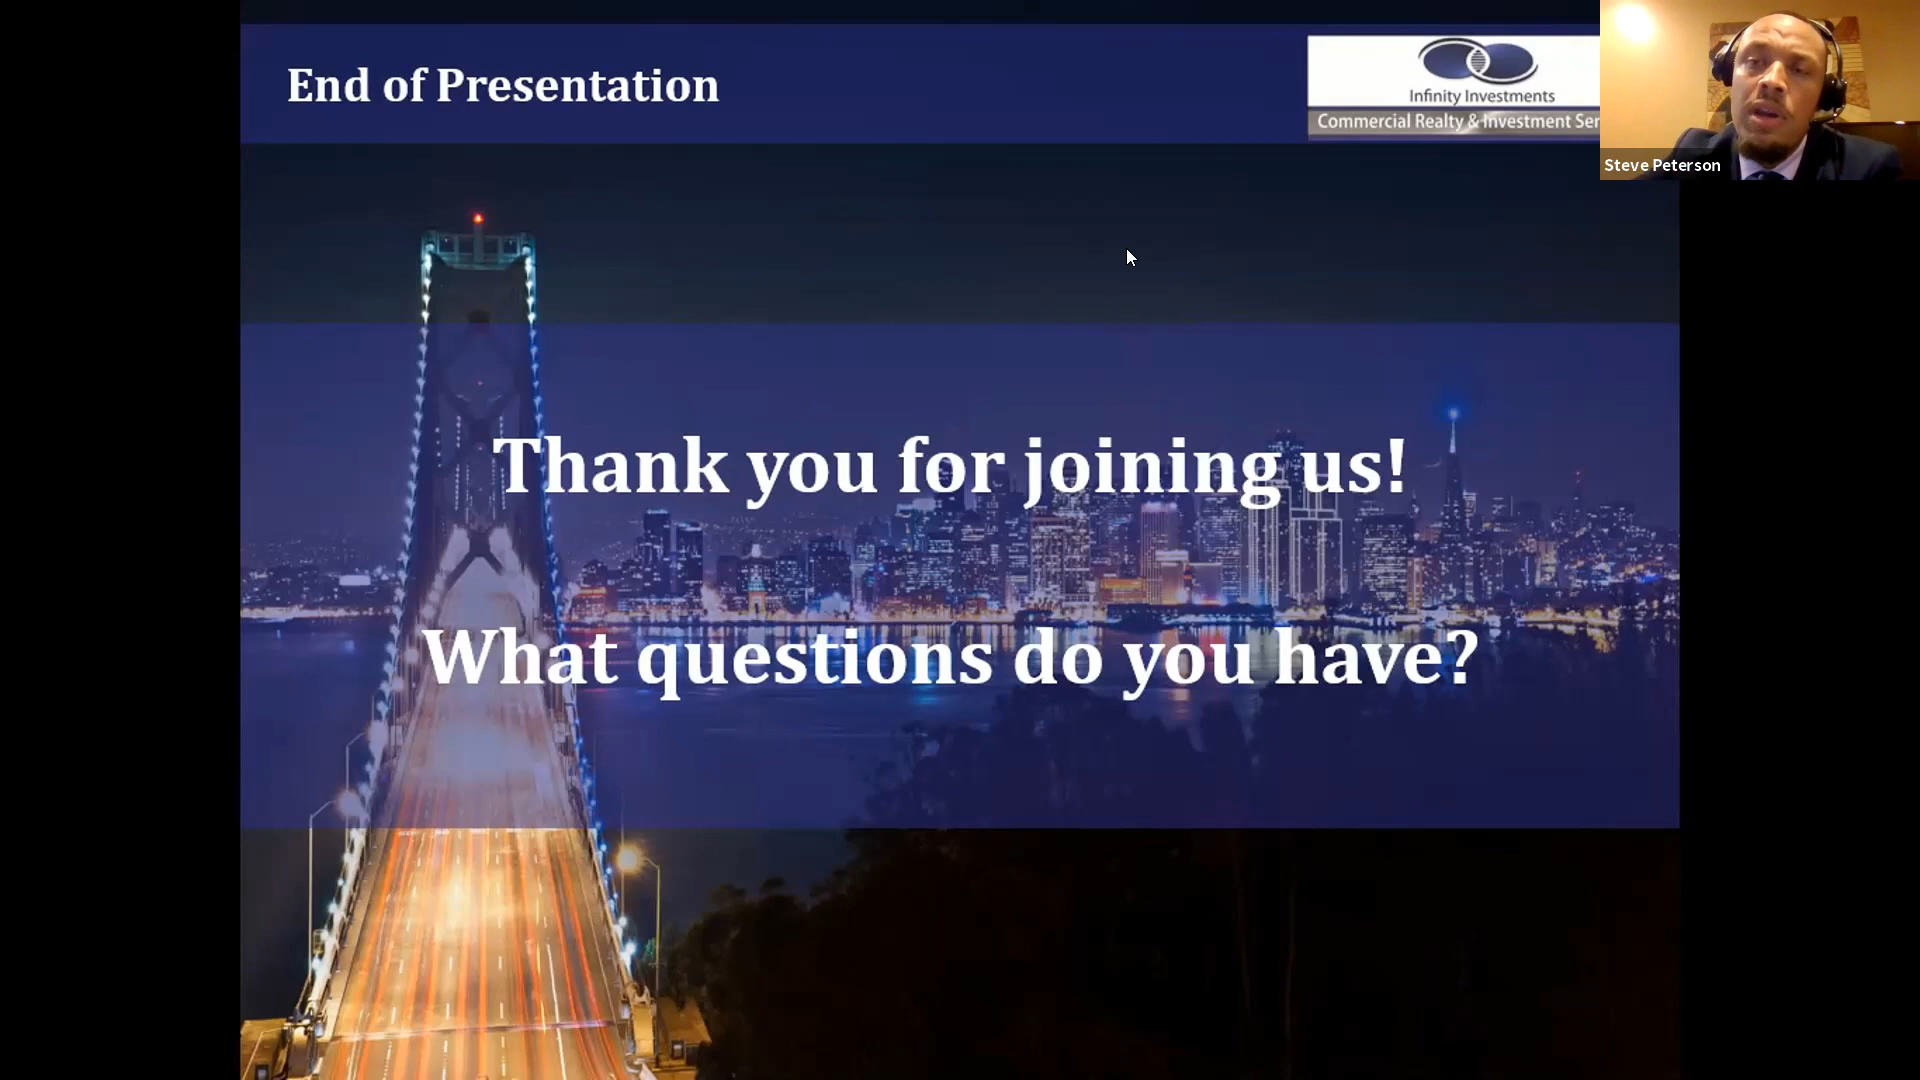 End of Presentation
Infinity Investments
Commercial Realty & Investment Ser
Steve Peterson
Thank you for joining us!
What questions do you have?